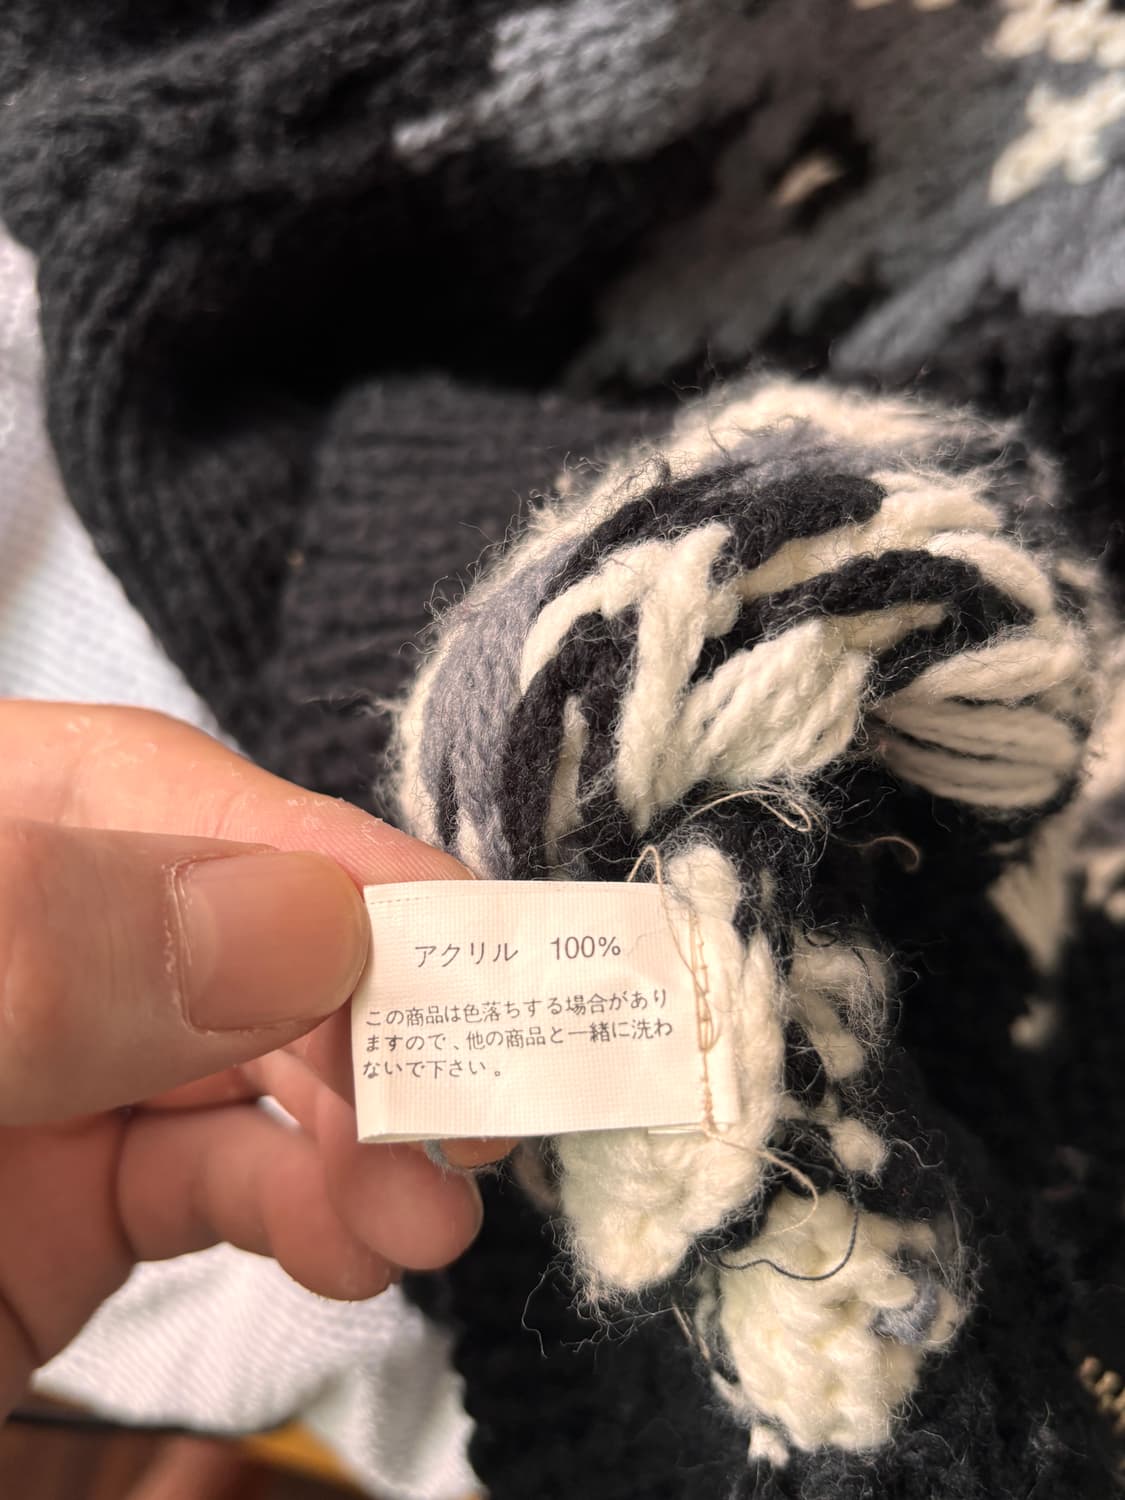 アクリル 100%
この商品は色落ちする場合があり
ますので、他の商品と一緒に洗わ
ないで下さい。